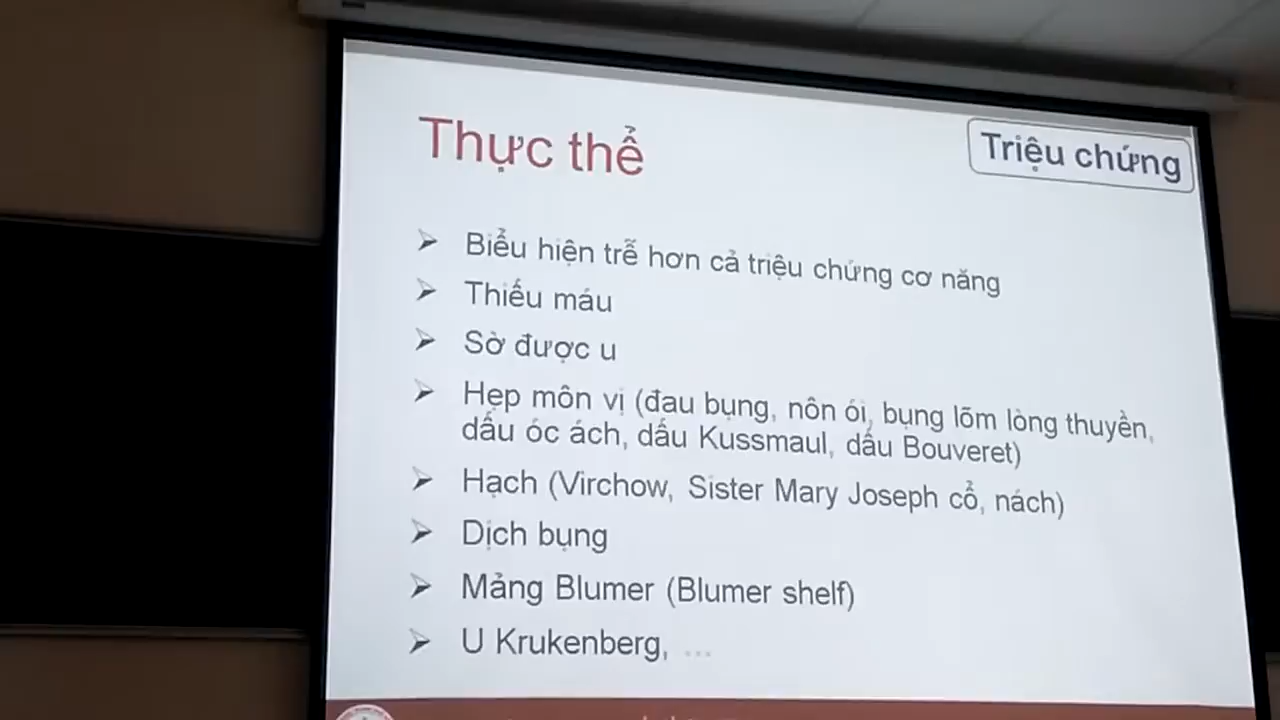 Thực thể
Triệu chứng
Biểu hiện trễ hơn cả triệu chứng cơ năng
Thiếu máu
Sờ được u
Hẹp môn vị (đau bụng, nôn ói, bụng lõm lòng thuyền,
dấu óc ách, dấu Kussmaul, dấu Bouveret)
Hạch (Virchow, Sister Mary Joseph cổ, nách)
Dịch bụng
Mảng Blumer (Blumer shelf)
U Krukenberg, ...